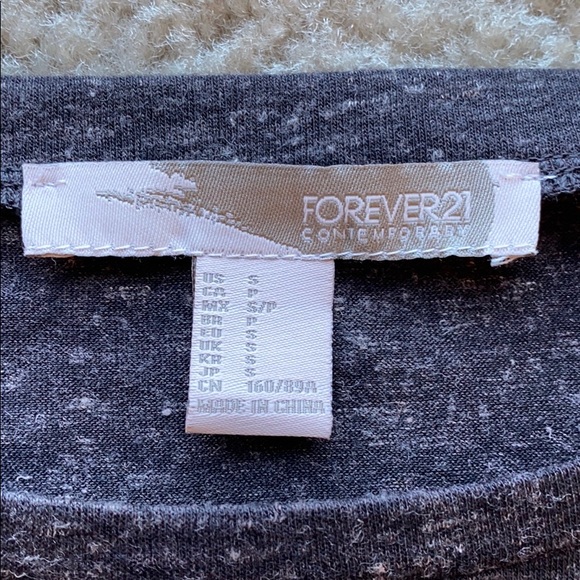 FOREVER21
CONTEMPORARY
US S
CA P
MX S/P
BR P
EU S
UK S
KR S
JP S
CN 160/89A
MADE IN CHINA